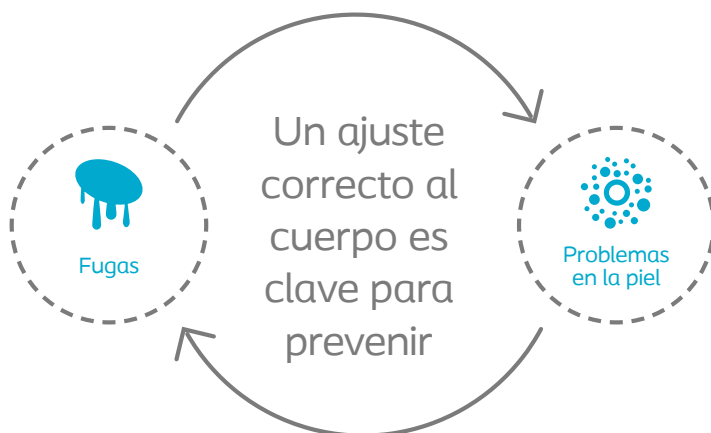 Un ajuste
correcto al
cuerpo es
clave para
prevenir
Fugas
Problemas
en la piel